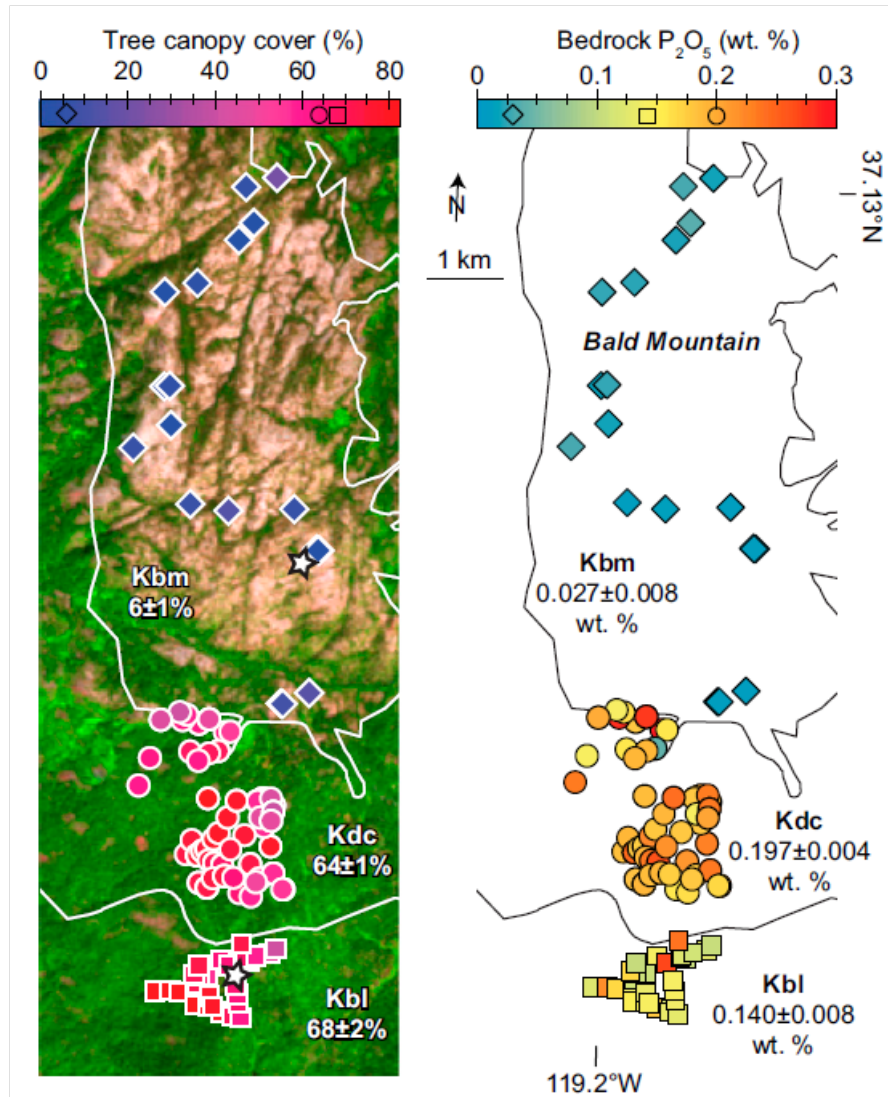 Tree canopy cover (%)
0 20 40 60 80
Kbm
6±1%
Kdc
64±1%
Kbl
68±2%
Bedrock P₂O₅ (wt. %)
0 0.1 0.2 0.3
N
1 km
37.13°N
Bald Mountain
Kbm
0.027±0.008
wt. %
Kdc
0.197±0.004
wt. %
Kbl
0.140±0.008
wt. %
119.2°W